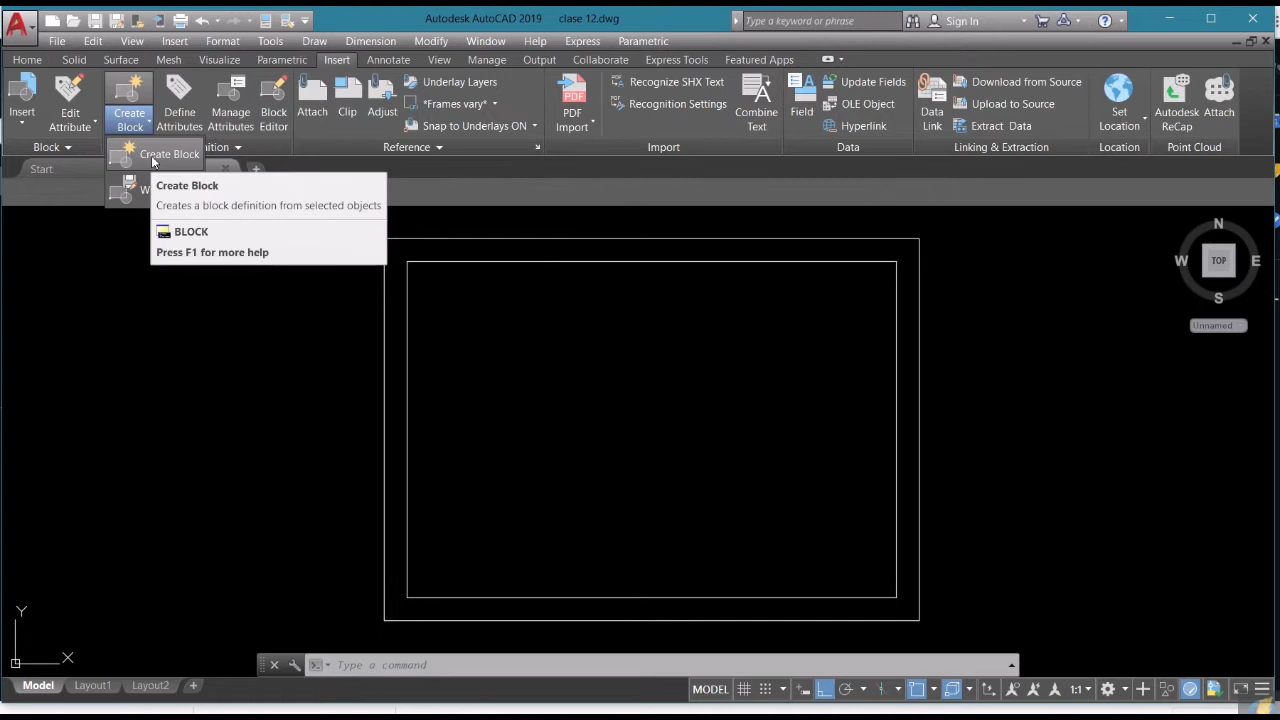 Autodesk AutoCAD 2019 clase 12.dwg
Type a keyword or phrase
Sign In
File Edit View Insert Format Tools Draw Dimension Modify Window Help Express Parametric
Home Solid Surface Mesh Visualize Parametric Insert Annotate View Manage Output Collaborate Express Tools Featured Apps
Insert
Edit
Attribute
Create
Block
Define
Attributes
Manage
Attributes
Block
Editor
Attach
Clip
Adjust
Underlay Layers
*Frames vary*
Snap to Underlays ON
PDF
Import
Recognize SHX Text
Recognition Settings
Combine
Text
Field
Update Fields
OLE Object
Hyperlink
Data
Link
Download from Source
Upload to Source
Extract Data
Set
Location
Autodesk
ReCap
Attach
Block
Reference
Import
Data
Linking & Extraction
Location
Point Cloud
Create Block
Start
Create Block
Creates a block definition from selected objects
BLOCK
Press F1 for more help
N
W TOP E
S
Unnamed
Y
X
Type a command
Model Layout1 Layout2
MODEL
1:1